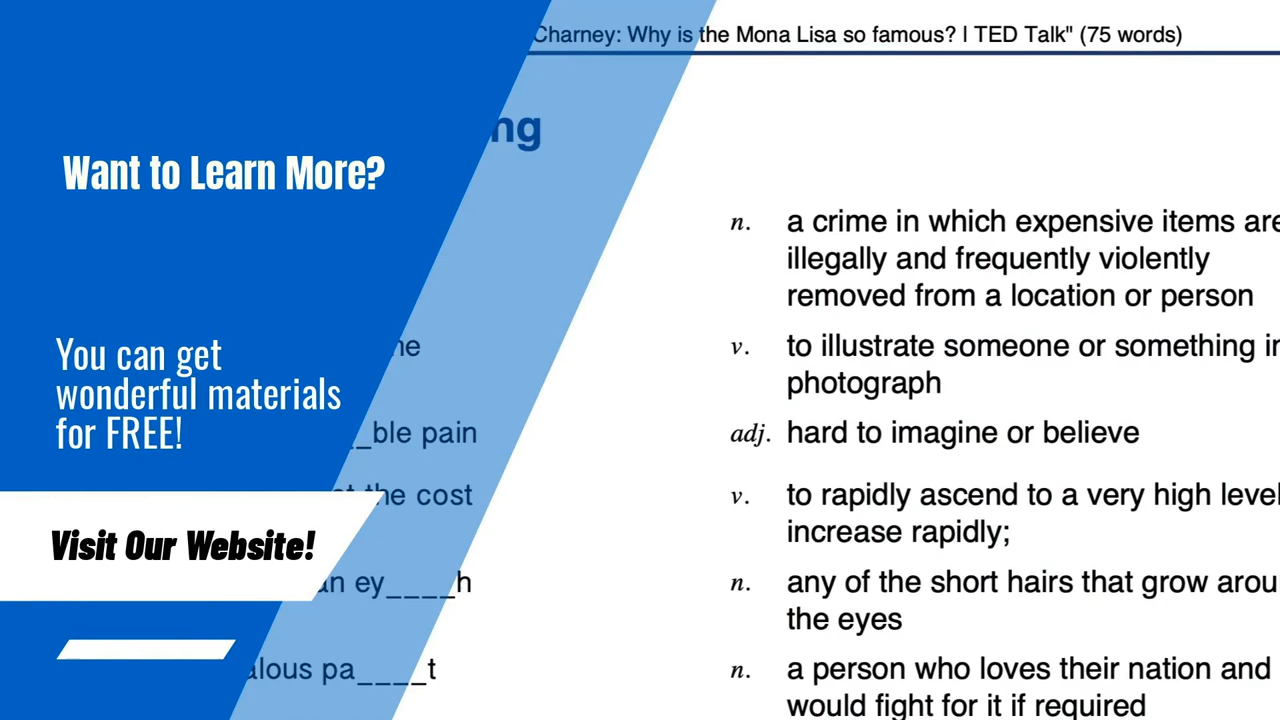 Charney: Why is the Mona Lisa so famous? | TED Talk" (75 words)
ng
Want to Learn More?
You can get
wonderful materials
for FREE!
Visit Our Website!
ne
_ble pain
the cost
an ey____h
alous pa____t
n. a crime in which expensive items are
illegally and frequently violently
removed from a location or person
v. to illustrate someone or something in
photograph
adj. hard to imagine or believe
v. to rapidly ascend to a very high level
increase rapidly;
n. any of the short hairs that grow arou
the eyes
n. a person who loves their nation and
would fight for it if required